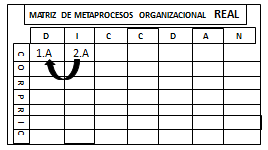 MATRIZ DE METAPROCESOS ORGANIZACIONAL REAL
D I C C D A N
C O R P R I C
1.A 2.A